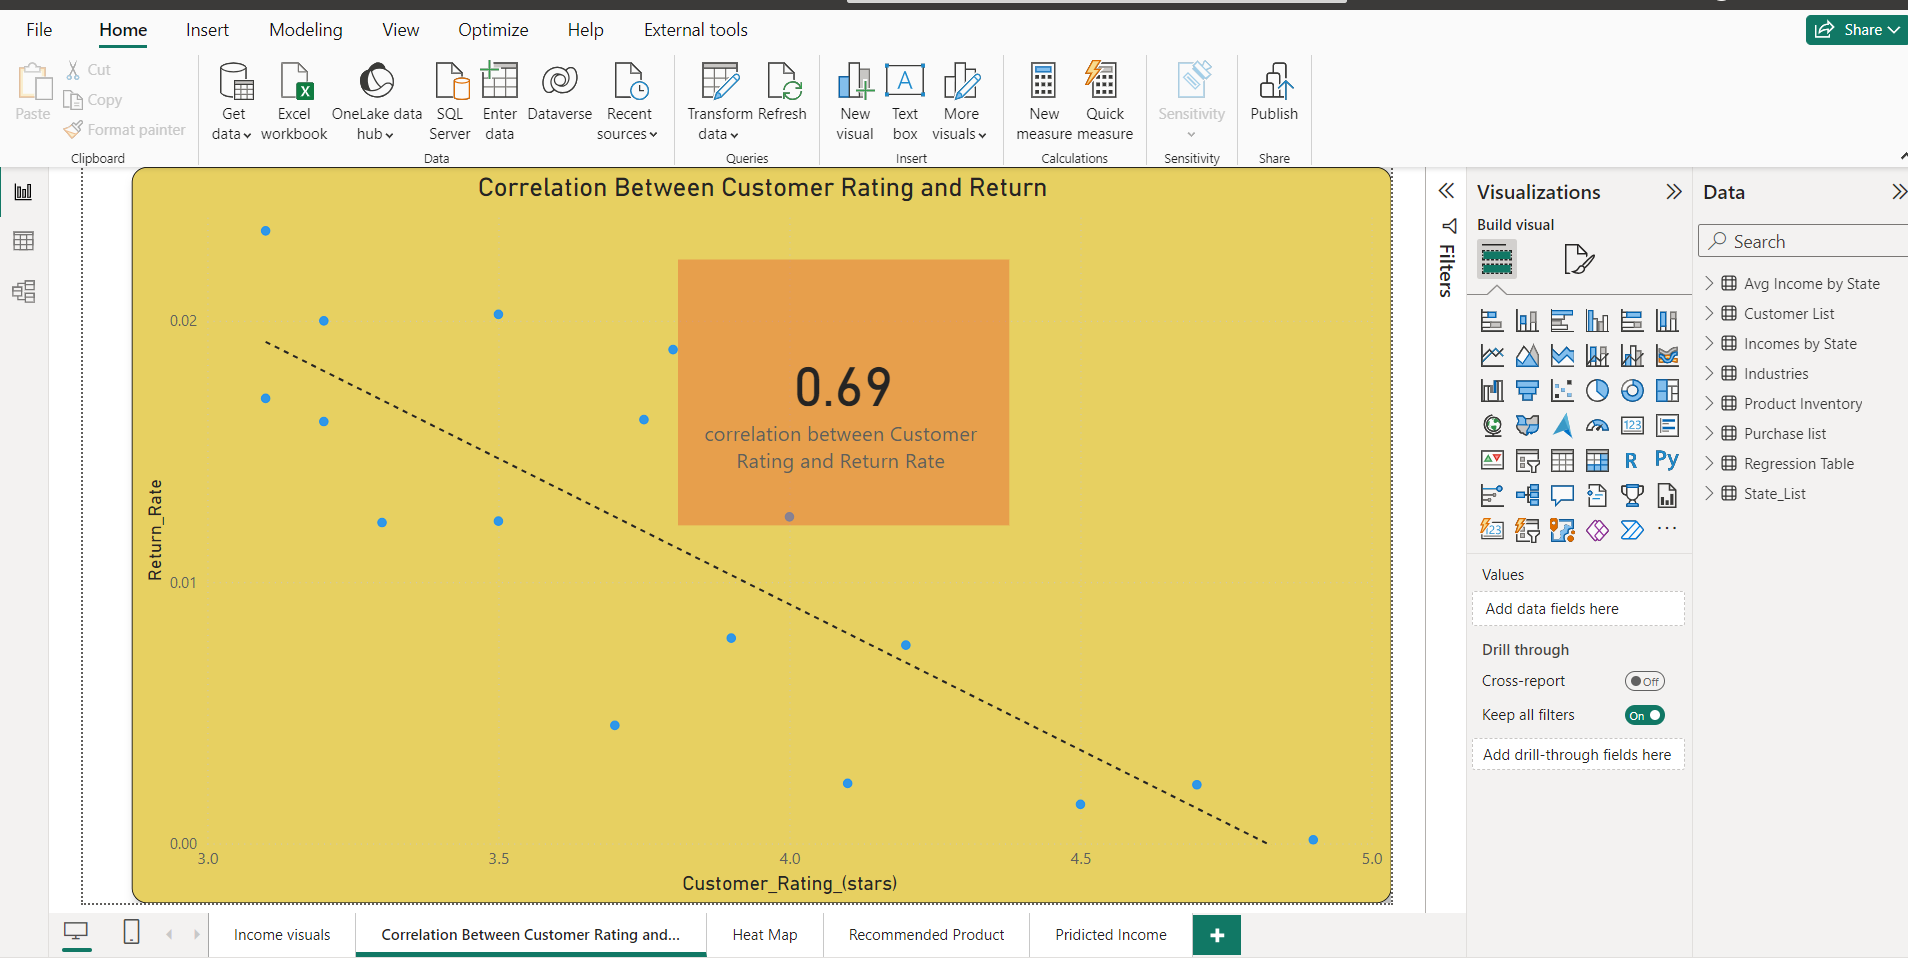 File Home Insert Modeling View Optimize Help External tools
Share
Paste
Cut
Copy
Format painter
Clipboard
Get data
Excel workbook
OneLake data hub
SQL Server
Enter data
Dataverse
Recent sources
Data
Transform data
Refresh
Queries
New visual
Text box
More visuals
Insert
New measure
Quick measure
Calculations
Sensitivity
Sensitivity
Publish
Share
Correlation Between Customer Rating and Return
0.69
correlation between Customer
Rating and Return Rate
Return_Rate
0.02
0.01
0.00
3.0 3.5 4.0 4.5 5.0
Customer_Rating_(stars)
Filters
Visualizations
Build visual
123
R
Py
123
Values
Add data fields here
Drill through
Cross-report
Off
Keep all filters
On
Add drill-through fields here
Data
Search
Avg Income by State
Customer List
Incomes by State
Industries
Product Inventory
Purchase list
Regression Table
State_List
Income visuals
Correlation Between Customer Rating and...
Heat Map
Recommended Product
Pridicted Income